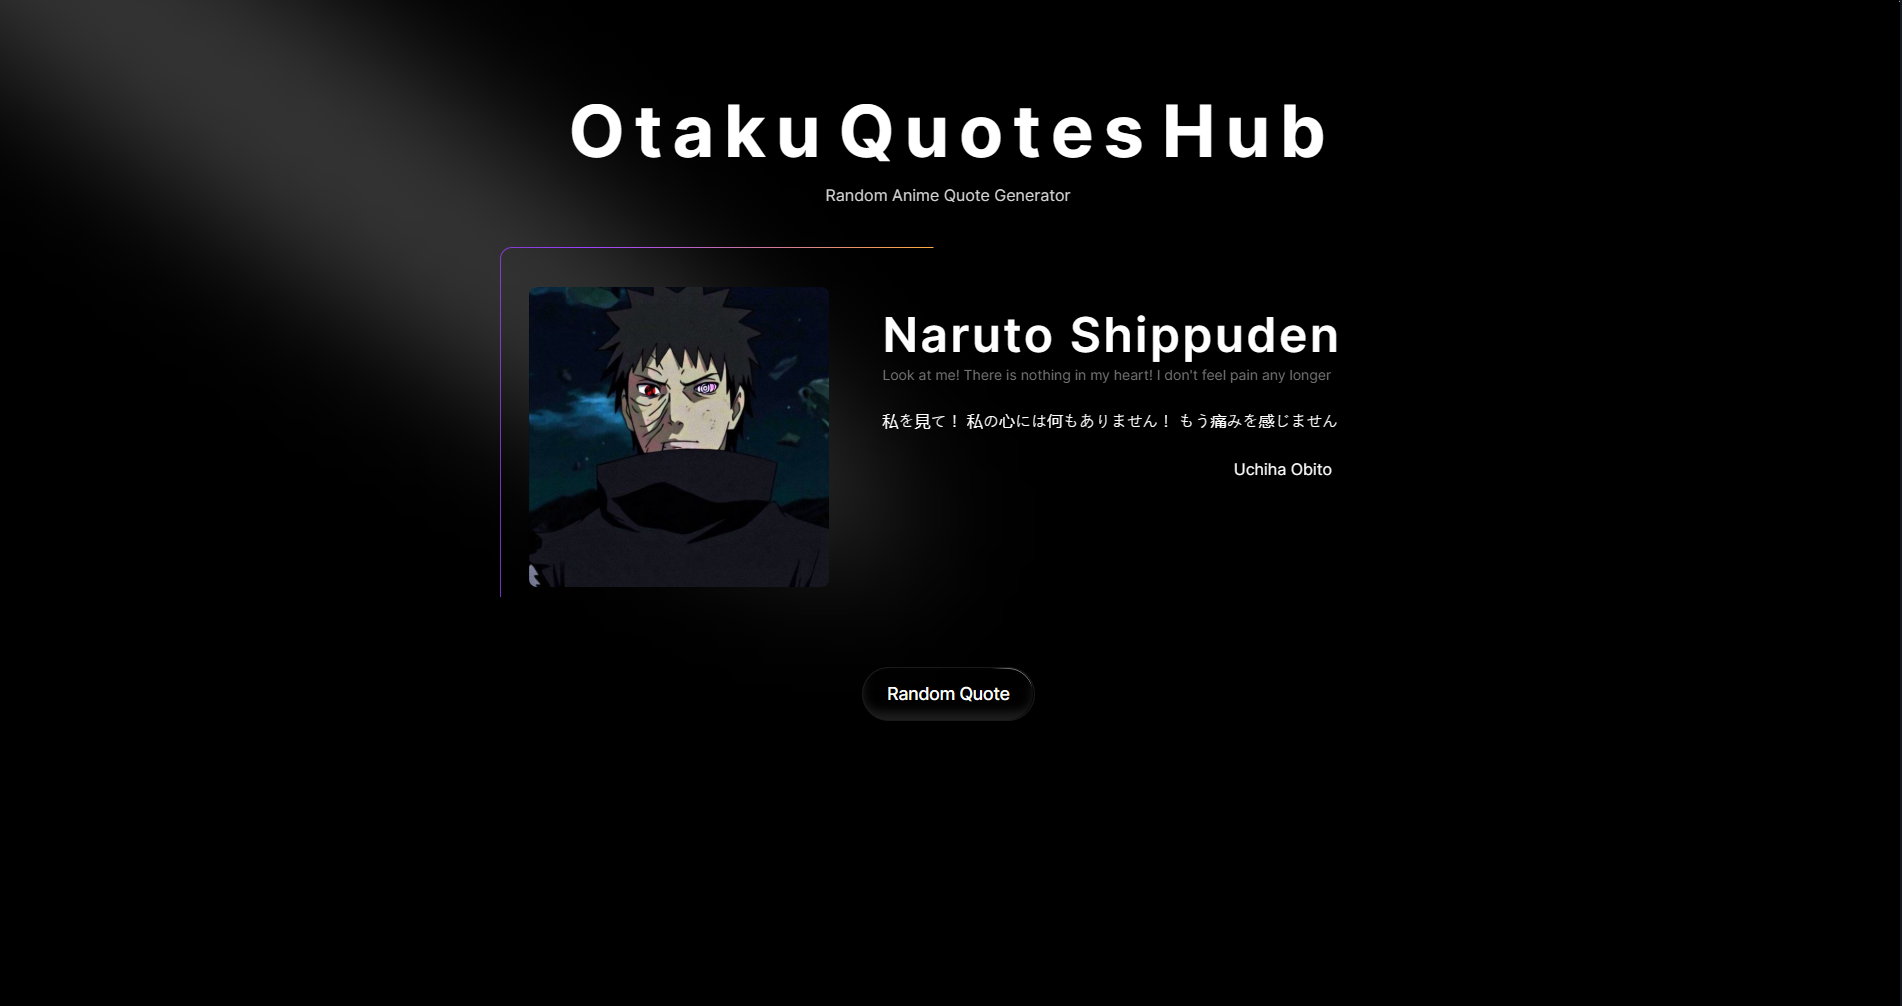 Otaku Quotes Hub
Random Anime Quote Generator
Naruto Shippuden
Look at me! There is nothing in my heart! I don't feel pain any longer
私を見て！ 私の心には何もありません！ もう痛みを感じません
Uchiha Obito
Random Quote